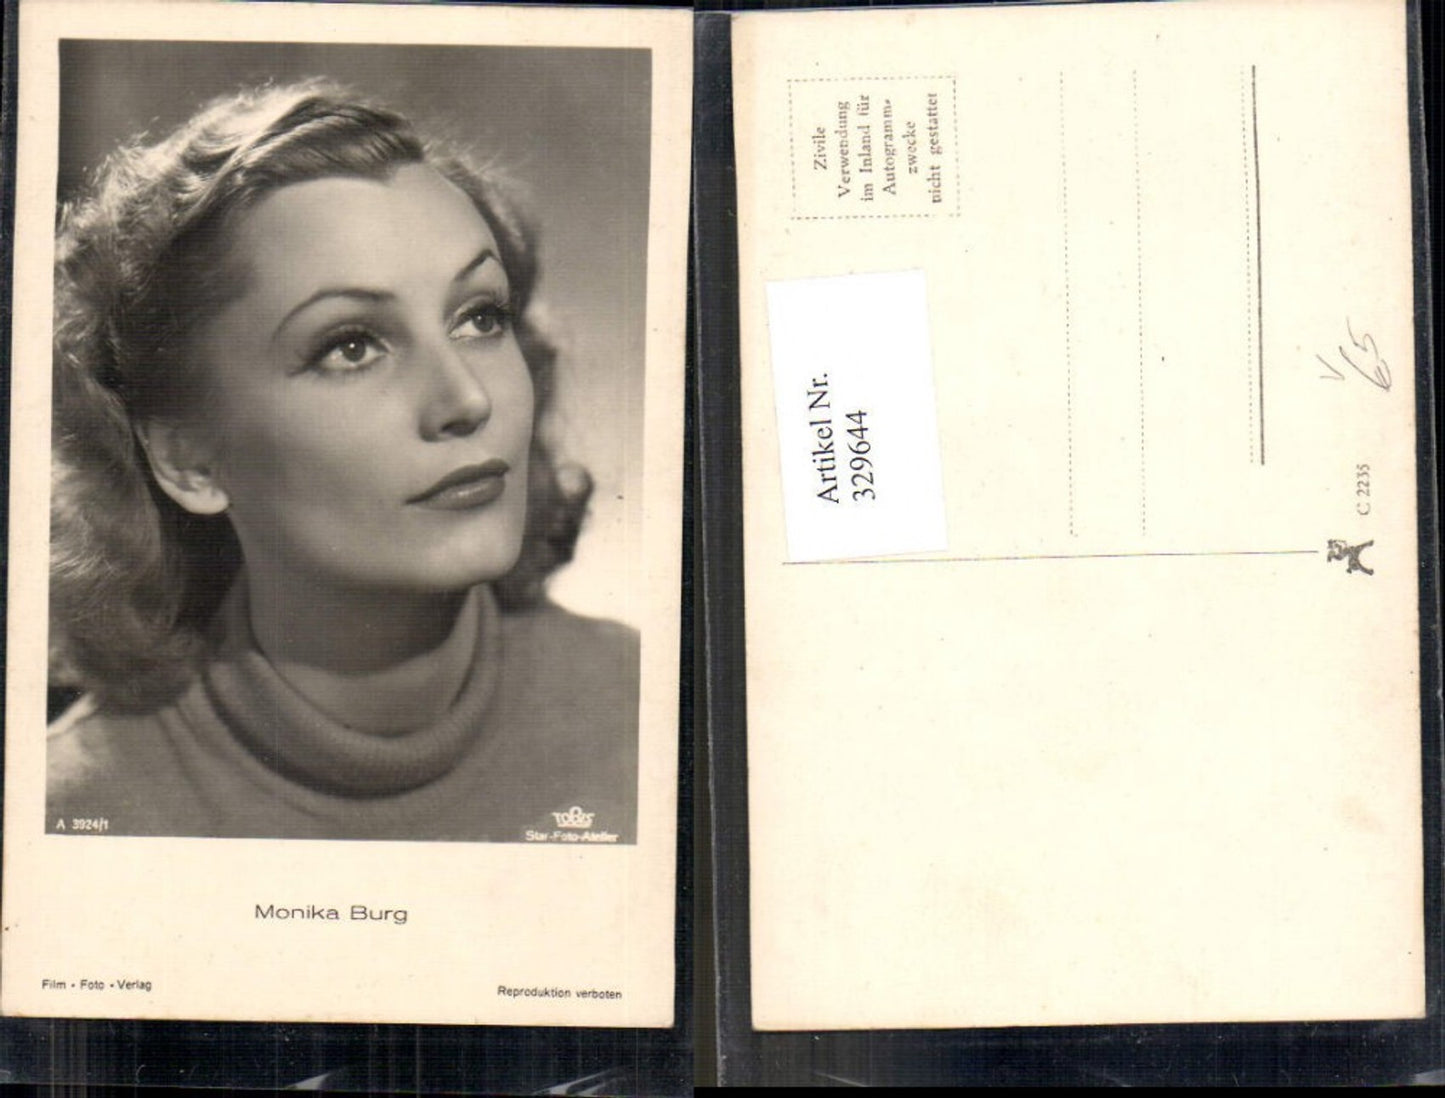 A 3924/1
TOBIS
Star-Foto-Atelier
Monika Burg
Film - Foto - Verlag
Reproduktion verboten
Zivile
Verwendung
im Inland für
Autogramm-
zwecke
nicht gestattet
Artikel Nr.
329644
V
65
C 2235